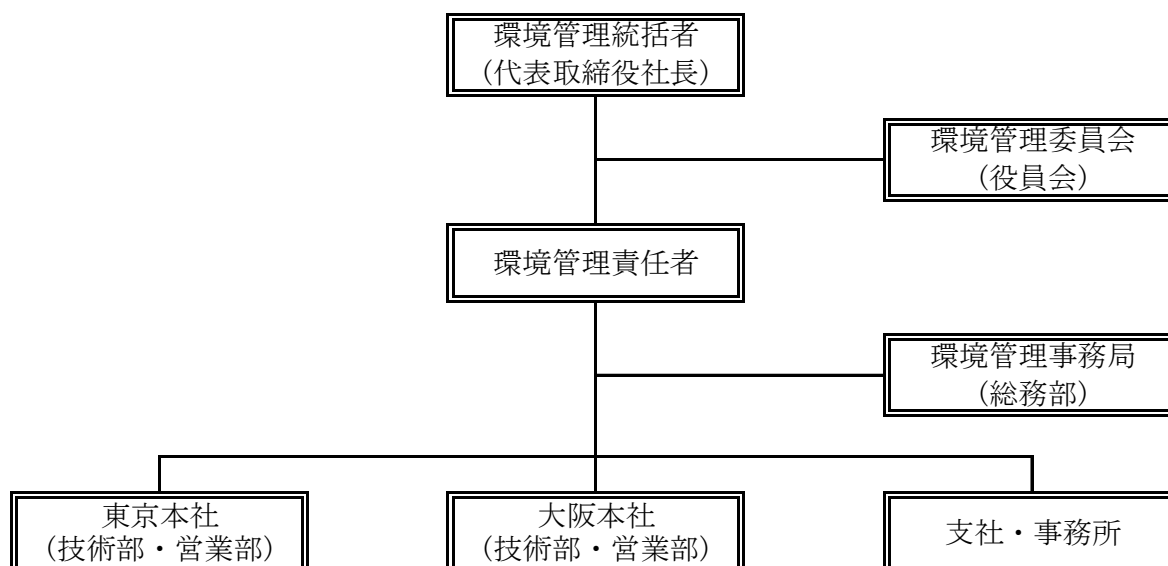 環境管理統括者
（代表取締役社長）
環境管理委員会
（役員会）
環境管理責任者
環境管理事務局
（総務部）
東京本社
（技術部・営業部）
大阪本社
（技術部・営業部）
支社・事務所